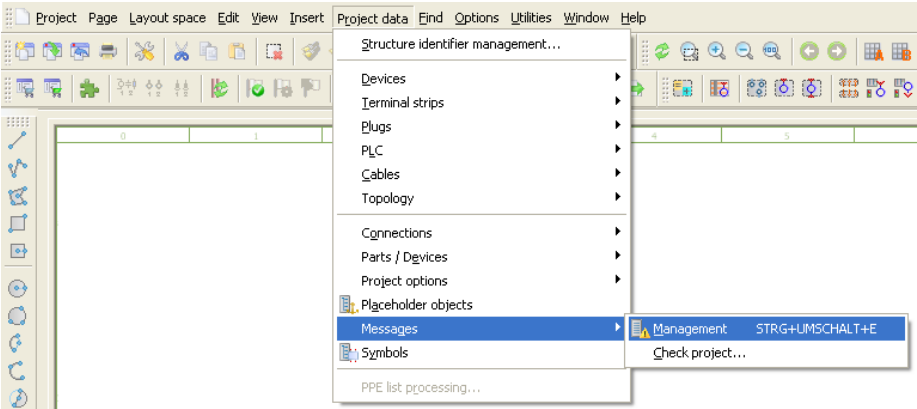 Project Page Layout space Edit View Insert Project data Find Options Utilities Window Help
Structure identifier management...
Devices
Terminal strips
Plugs
PLC
Cables
Topology
0 1 4 5
Connections
Parts / Devices
Project options
Placeholder objects
Messages
Management STRG+UMSCHALT+E
Symbols
Check project...
PPE list processing...